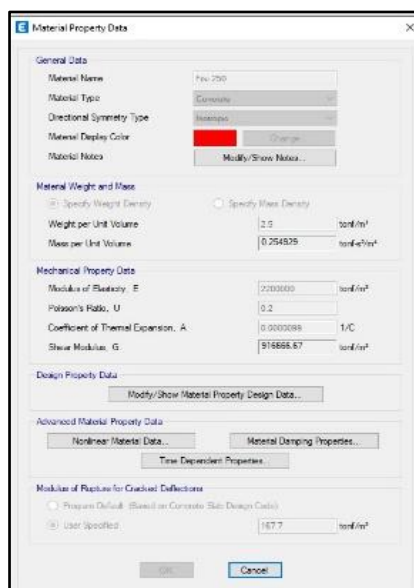 E Material Property Data
General Data
Material Name Fcu 250
Material Type Concrete
Directional Symmetry Type Isotropic
Material Display Color Change...
Material Notes Modify/Show Notes...
Material Weight and Mass
Specify Weight Density Specify Mass Density
Weight per Unit Volume 2.5 tonf/m³
Mass per Unit Volume 0.254929 tonf-s²/m⁴
Mechanical Property Data
Modulus of Elasticity, E 2200000 tonf/m²
Poisson's Ratio, U 0.2
Coefficient of Thermal Expansion, A 0.0000099 1/C
Shear Modulus, G 916666.67 tonf/m²
Design Property Data
Modify/Show Material Property Design Data...
Advanced Material Property Data
Nonlinear Material Data... Material Damping Properties...
Time Dependent Properties...
Modulus of Rupture for Cracked Deflections
Program Default (Based on Concrete Slab Design Code)
User Specified 167.7 tonf/m²
OK Cancel